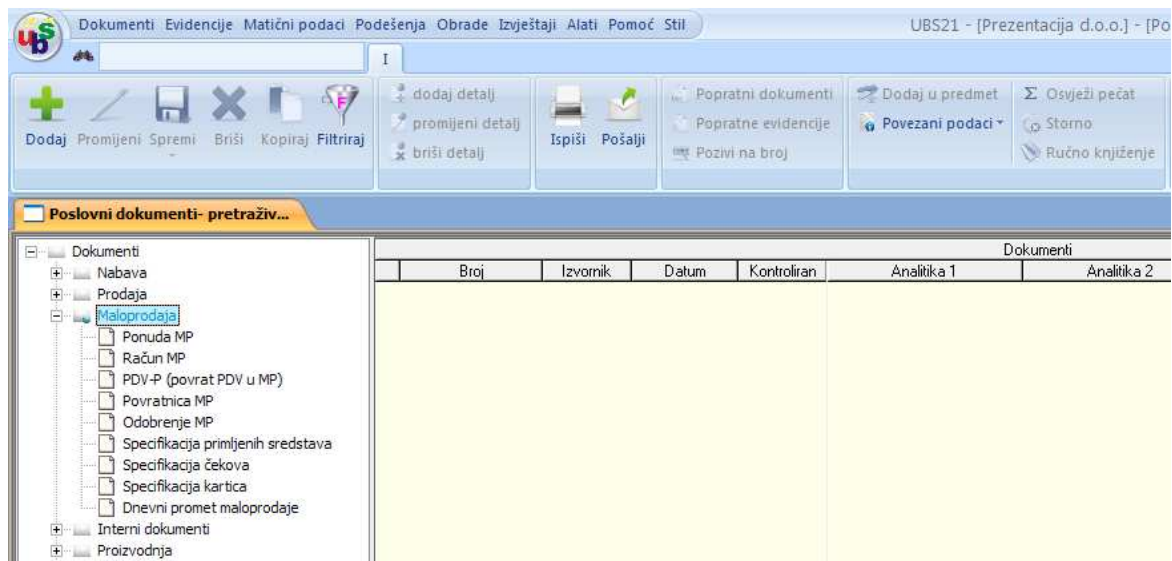 ubs
Dokumenti Evidencije Matični podaci Podešenja Obrade Izvještaji Alati Pomoć Stil
UBS21 - [Prezentacija d.o.o.] - [Po
I
Dodaj Promijeni Spremi Briši Kopiraj Filtriraj
dodaj detalj
promijeni detalj
briši detalj
Ispiši Pošalji
Popratni dokumenti
Popratne evidencije
Pozivi na broj
Dodaj u predmet
Povezani podaci
Σ Osvježi pečat
Storno
Ručno knjiženje
Poslovni dokumenti- pretraživ...
Dokumenti
Nabava
Prodaja
Maloprodaja
Ponuda MP
Račun MP
PDV-P (povrat PDV u MP)
Povratnica MP
Odobrenje MP
Specifikacija primljenih sredstava
Specifikacija čekova
Specifikacija kartica
Dnevni promet maloprodaje
Interni dokumenti
Proizvodnja
Dokumenti
Broj Izvornik Datum Kontroliran Analitika 1 Analitika 2